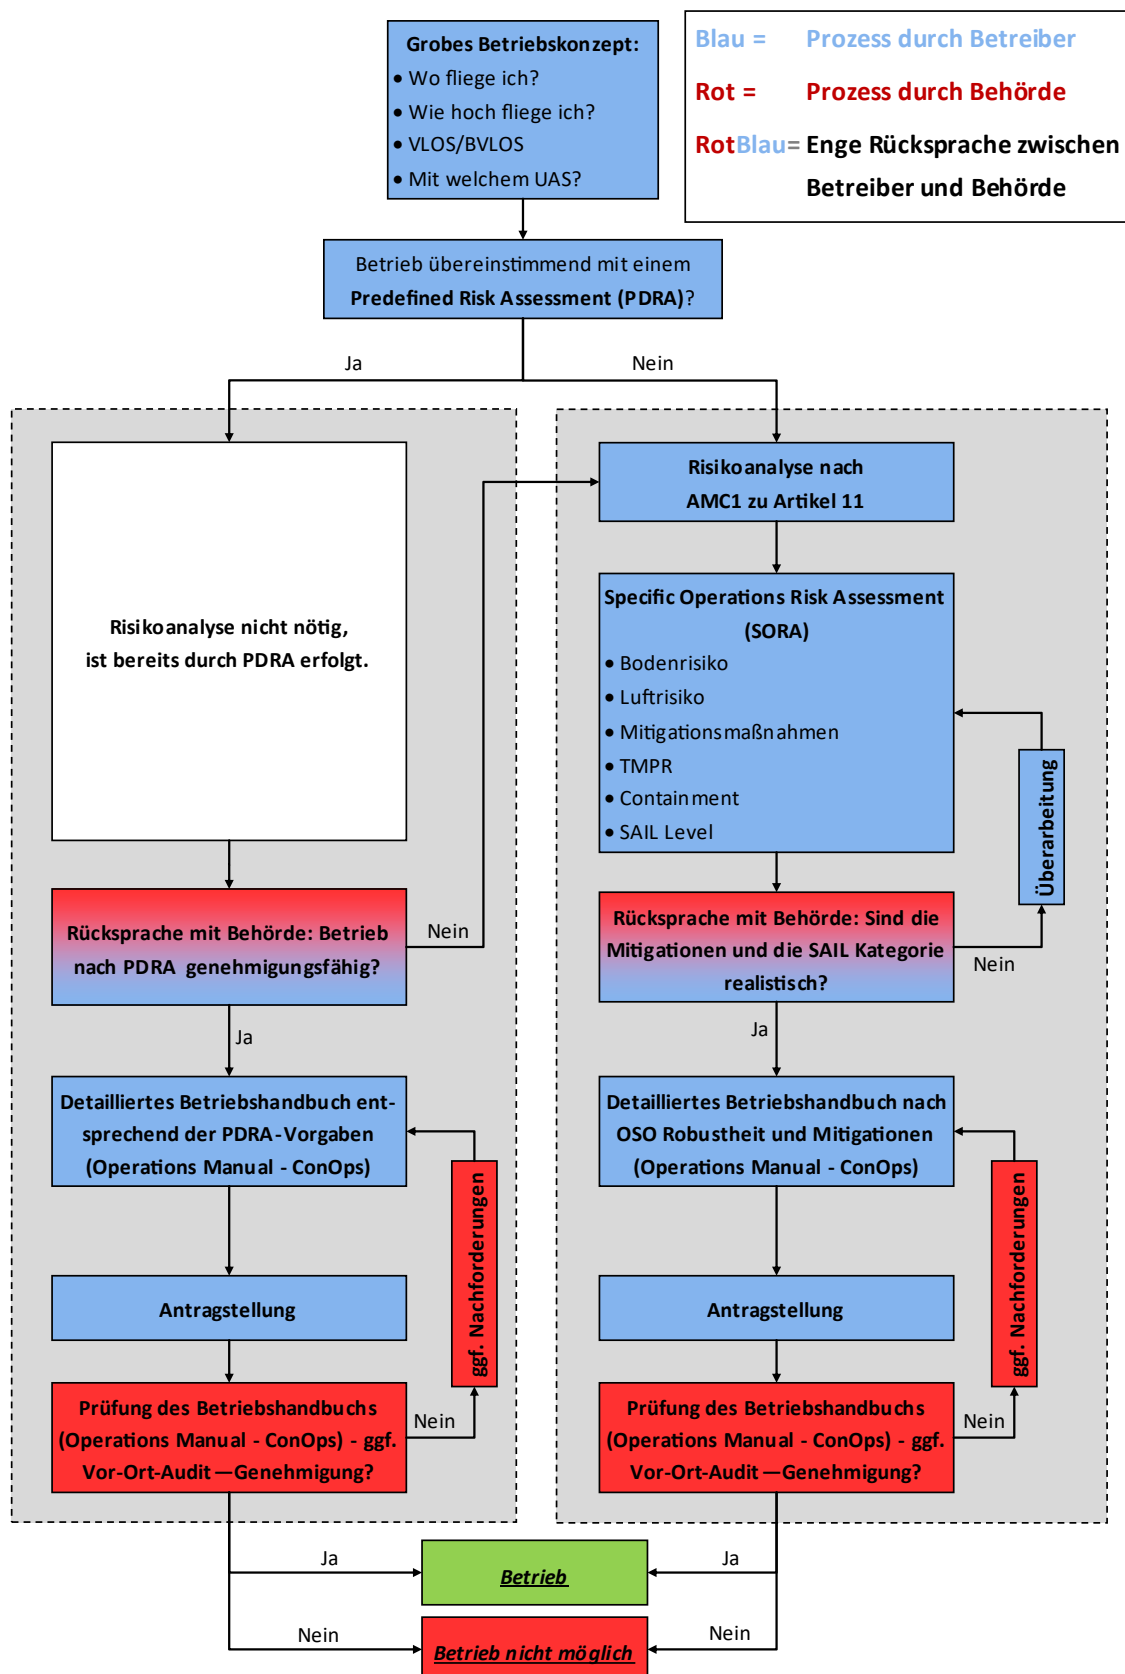 Grobes Betriebskonzept:
• Wo fliege ich?
• Wie hoch fliege ich?
• VLOS/BVLOS
• Mit welchem UAS?
Blau = Prozess durch Betreiber
Rot = Prozess durch Behörde
RotBlau= Enge Rücksprache zwischen
Betreiber und Behörde
Betrieb übereinstimmend mit einem
Predefined Risk Assessment (PDRA)?
Ja
Nein
Risikoanalyse nicht nötig,
ist bereits durch PDRA erfolgt.
Rücksprache mit Behörde: Betrieb
nach PDRA genehmigungsfähig?
Nein
Ja
Detailliertes Betriebshandbuch ent-
sprechend der PDRA-Vorgaben
(Operations Manual - ConOps)
ggf. Nachforderungen
Antragstellung
Prüfung des Betriebshandbuchs
(Operations Manual - ConOps) - ggf.
Vor-Ort-Audit —Genehmigung?
Nein
Risikoanalyse nach
AMC1 zu Artikel 11
Specific Operations Risk Assessment
(SORA)
• Bodenrisiko
• Luftrisiko
• Mitigationsmaßnahmen
• TMPR
• Containment
• SAIL Level
Überarbeitung
Rücksprache mit Behörde: Sind die
Mitigationen und die SAIL Kategorie
realistisch?
Nein
Ja
Detailliertes Betriebshandbuch nach
OSO Robustheit und Mitigationen
(Operations Manual - ConOps)
ggf. Nachforderungen
Antragstellung
Prüfung des Betriebshandbuchs
(Operations Manual - ConOps) - ggf.
Vor-Ort-Audit —Genehmigung?
Nein
Ja
Betrieb
Ja
Nein
Betrieb nicht möglich
Nein